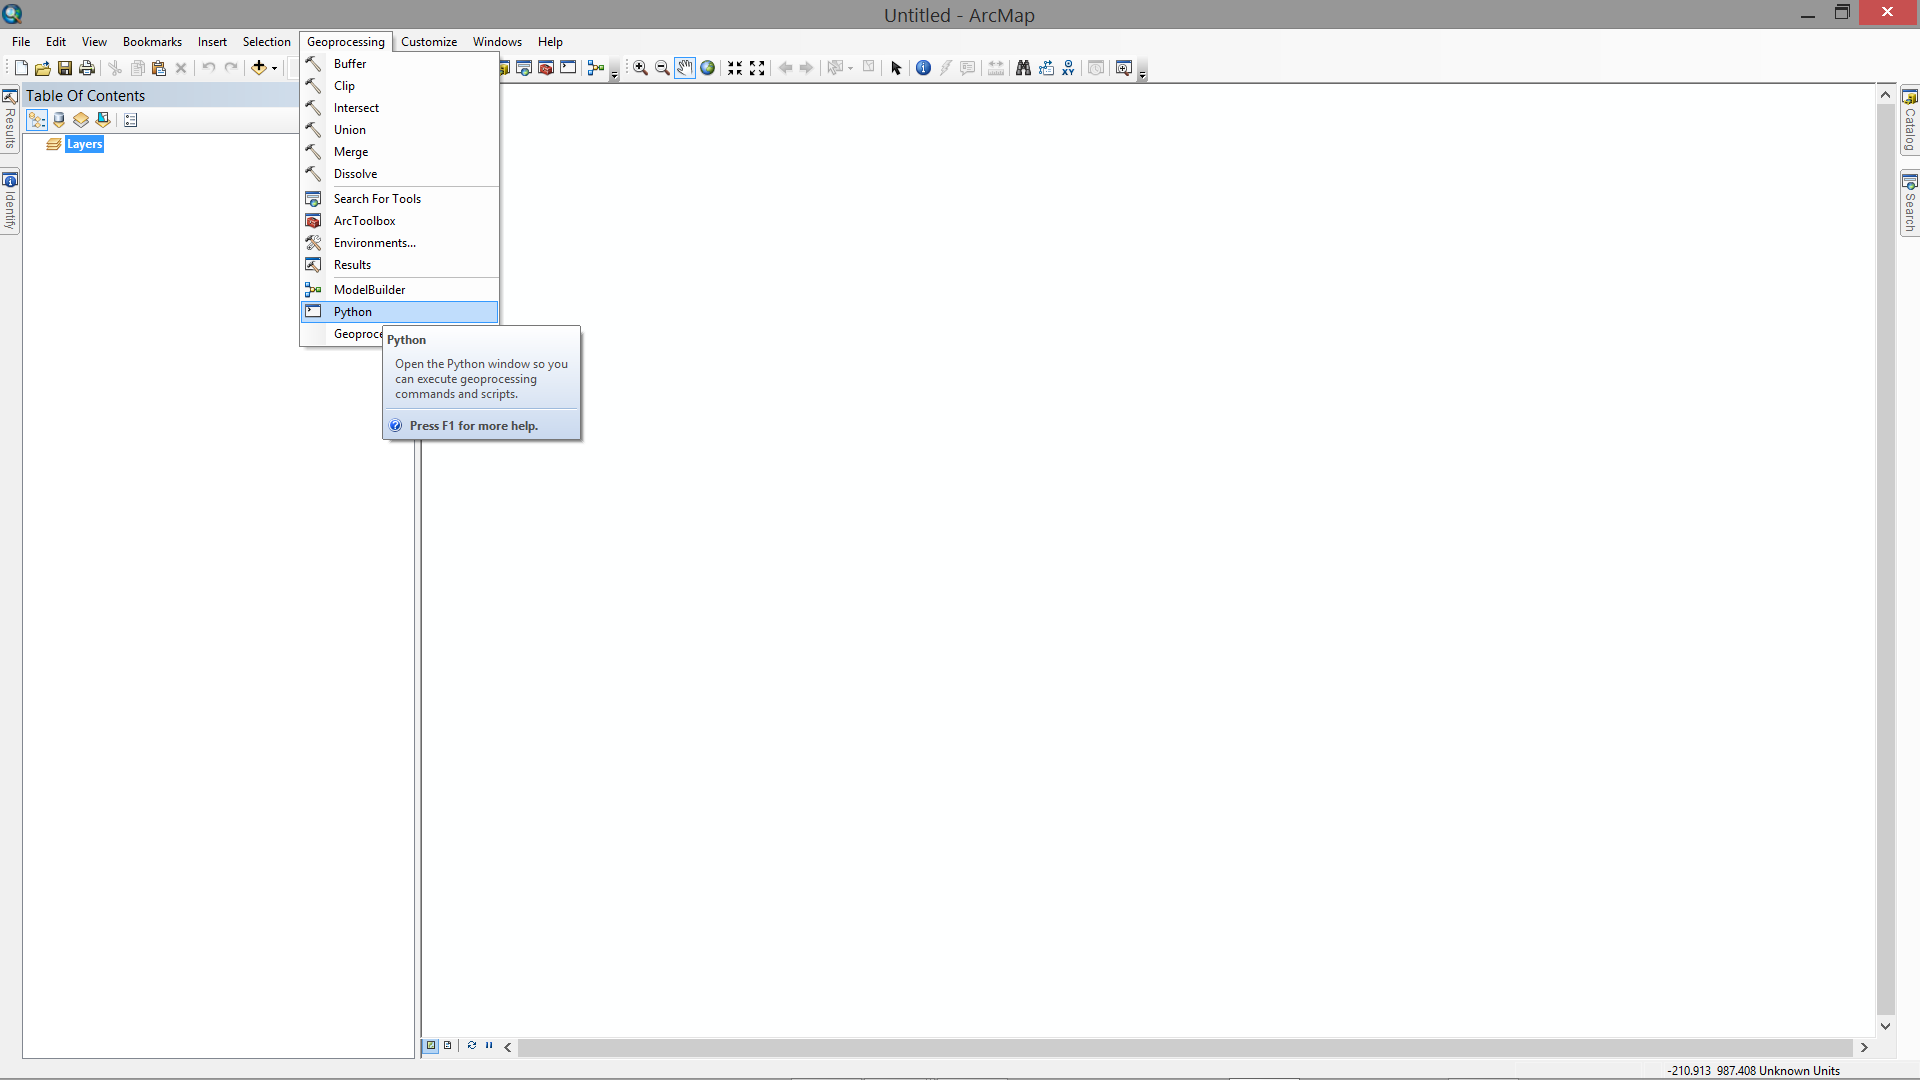 Untitled - ArcMap
File Edit View Bookmarks Insert Selection Geoprocessing Customize Windows Help
Buffer
Clip
Intersect
Union
Merge
Dissolve
Search For Tools
ArcToolbox
Environments...
Results
ModelBuilder
Python
Geoproce
Python
Open the Python window so you
can execute geoprocessing
commands and scripts.
Press F1 for more help.
Table Of Contents
Layers
Results
Identify
Catalog
Search
XY
-210.913 987.408 Unknown Units